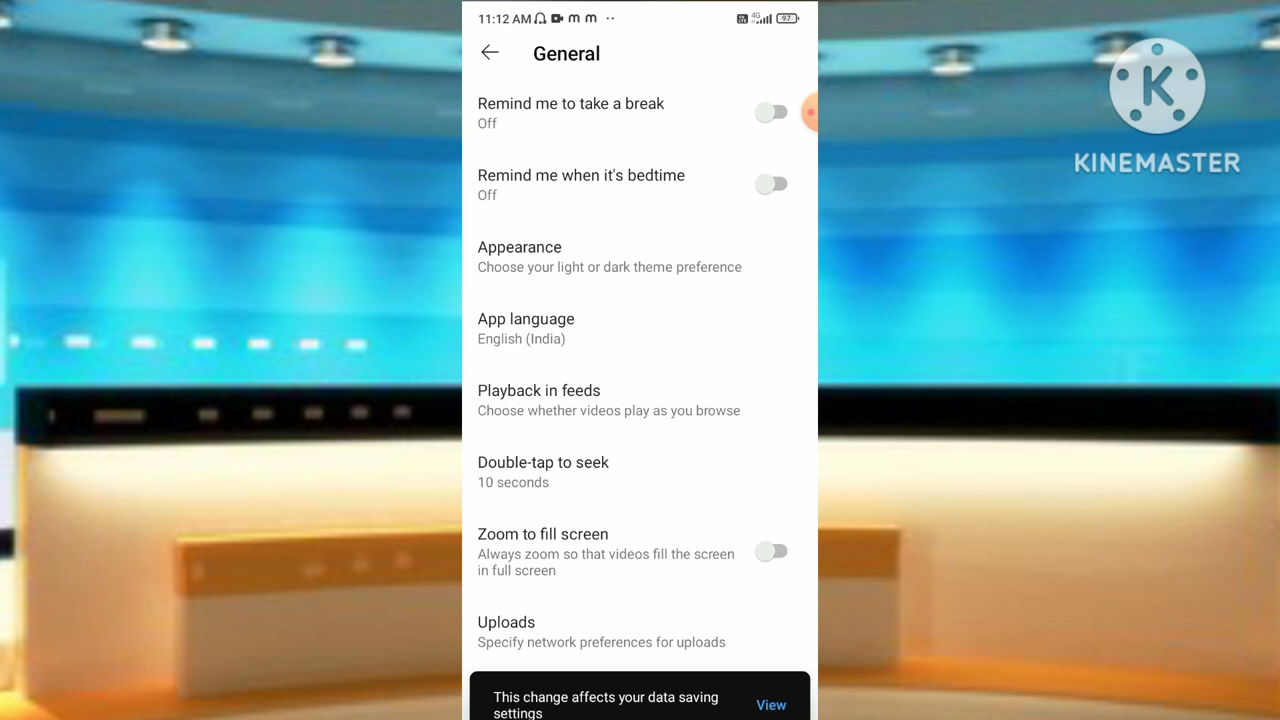 11:12 AM
4G
97
General
Remind me to take a break
Off
Remind me when it's bedtime
Off
Appearance
Choose your light or dark theme preference
App language
English (India)
Playback in feeds
Choose whether videos play as you browse
Double-tap to seek
10 seconds
Zoom to fill screen
Always zoom so that videos fill the screen
in full screen
Uploads
Specify network preferences for uploads
This change affects your data saving
settings
View
K
KINEMASTER